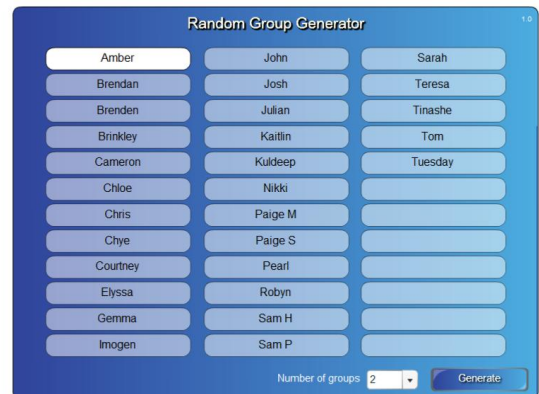 Random Group Generator
1.0
Amber
Brendan
Brenden
Brinkley
Cameron
Chloe
Chris
Chye
Courtney
Elyssa
Gemma
Imogen
John
Josh
Julian
Kaitlin
Kuldeep
Nikki
Paige M
Paige S
Pearl
Robyn
Sam H
Sam P
Sarah
Teresa
Tinashe
Tom
Tuesday
Number of groups 2
Generate